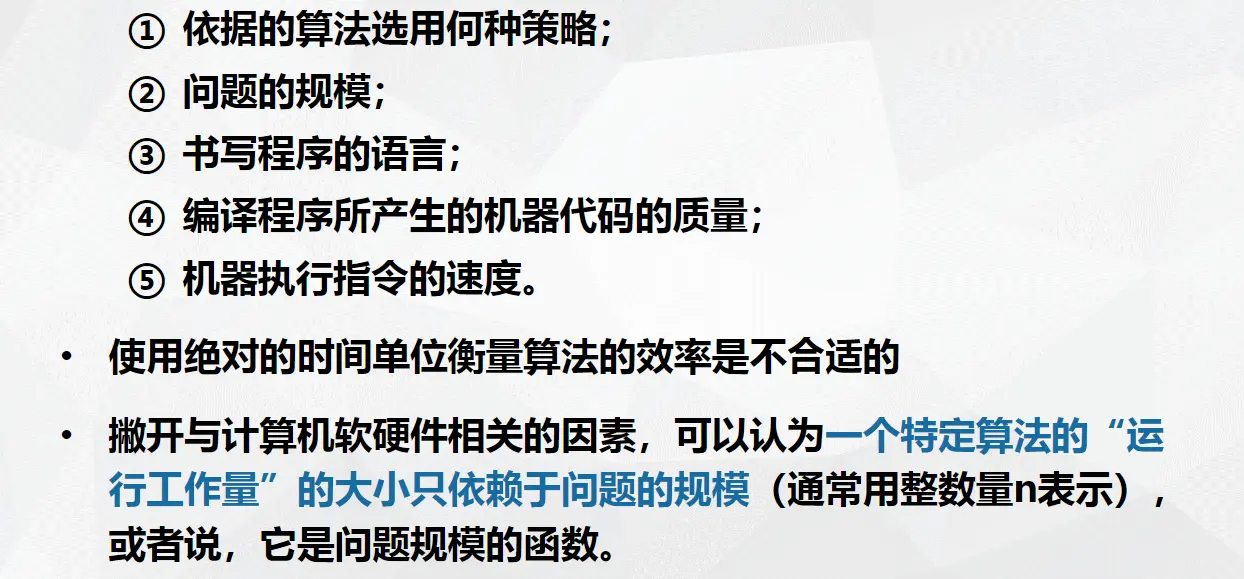 ① 依据的算法选用何种策略；
② 问题的规模；
③ 书写程序的语言；
④ 编译程序所产生的机器代码的质量；
⑤ 机器执行指令的速度。
• 使用绝对的时间单位衡量算法的效率是不合适的
• 撇开与计算机软硬件相关的因素，可以认为一个特定算法的“运
行工作量”的大小只依赖于问题的规模（通常用整数量n表示），
或者说，它是问题规模的函数。